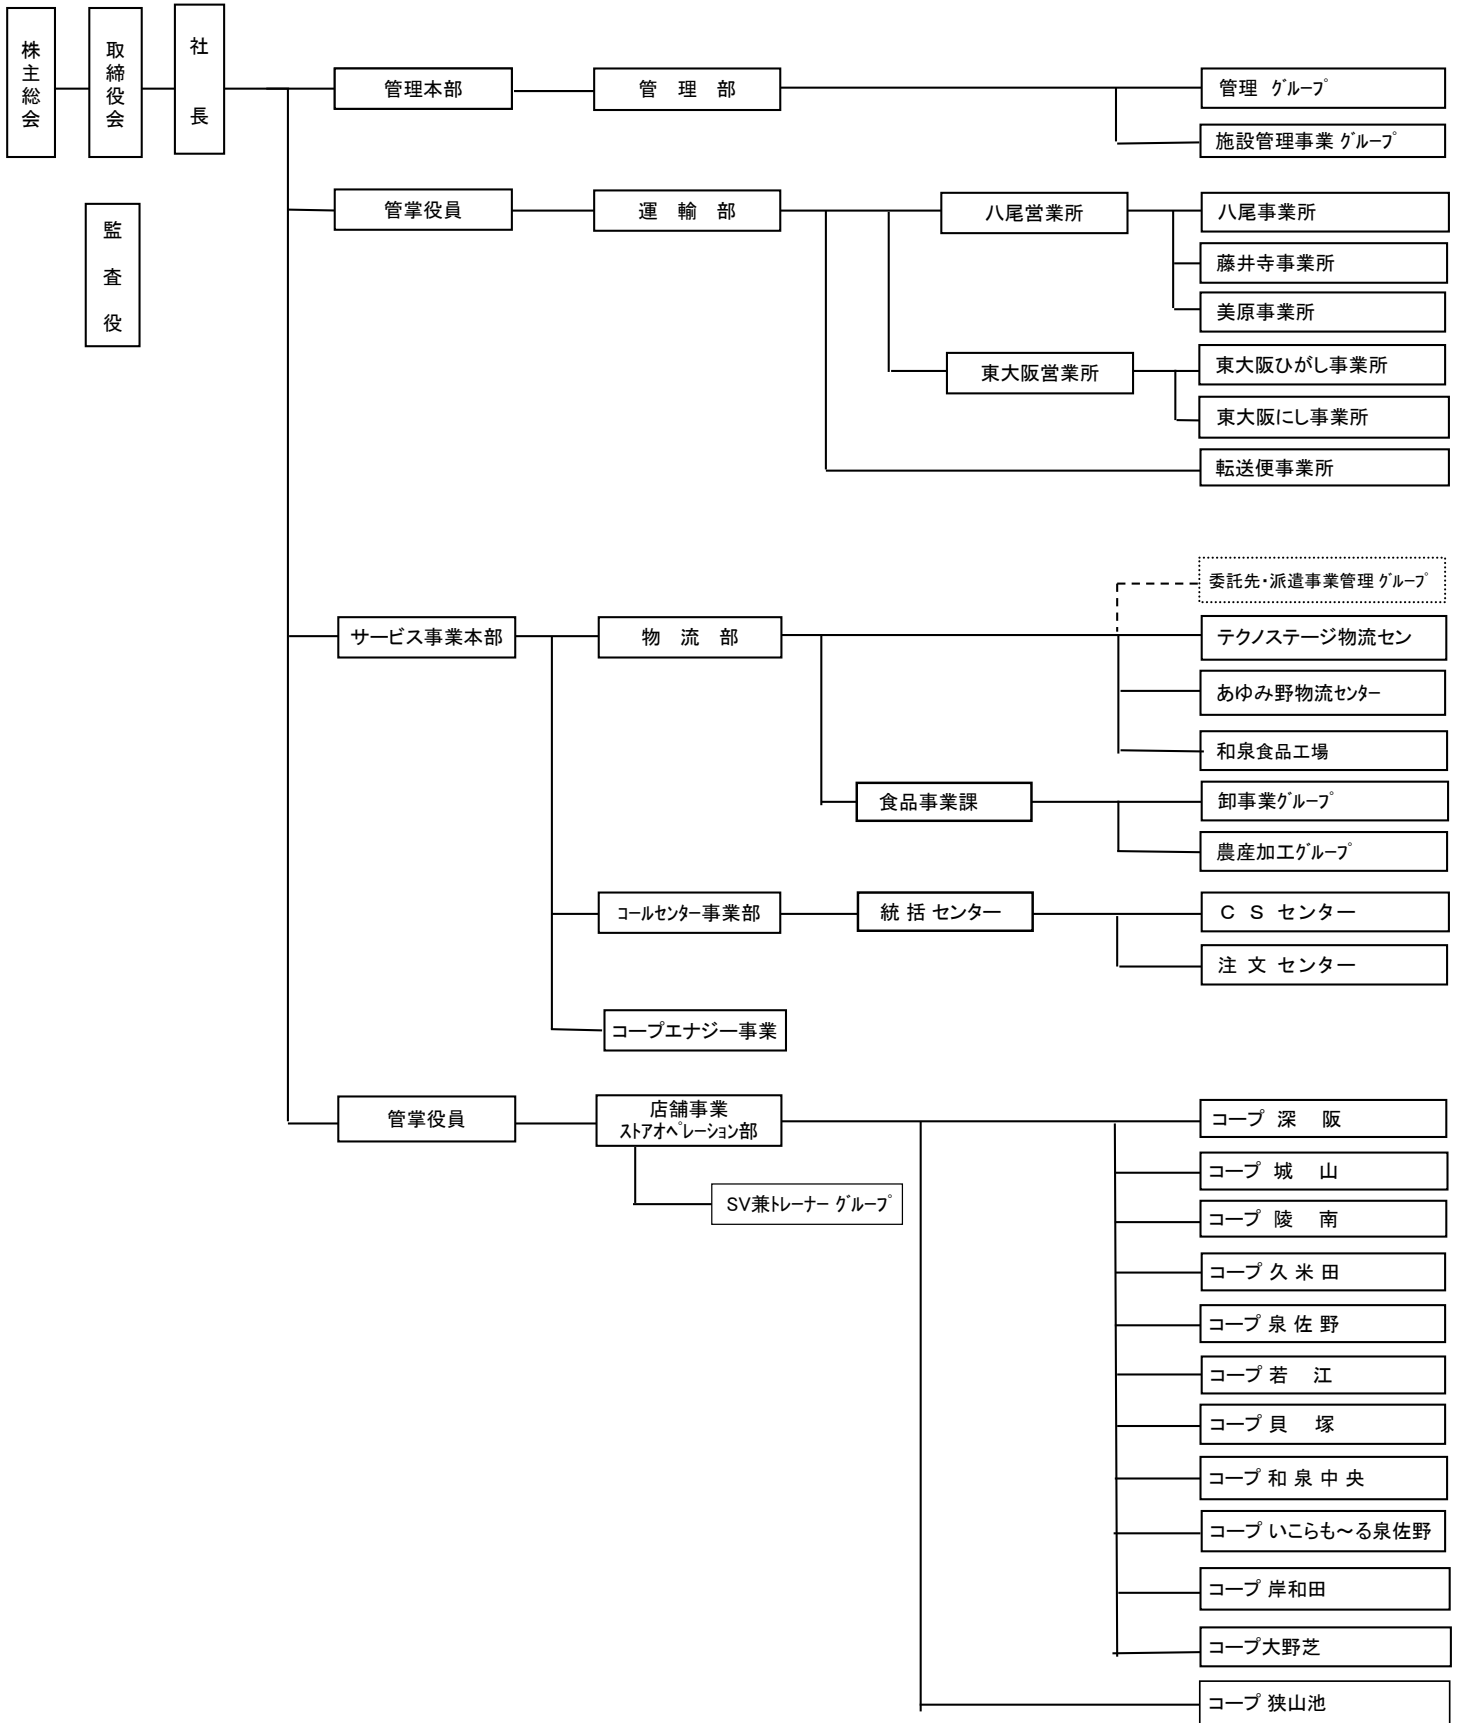 株主総会
取締役会
社長
監査役
管理本部
管理部
管理 グループ
施設管理事業 グループ
管掌役員
運輸部
八尾営業所
八尾事業所
藤井寺事業所
美原事業所
東大阪営業所
東大阪ひがし事業所
東大阪にし事業所
転送便事業所
委託先・派遣事業管理 グループ
サービス事業本部
物流部
テクノステージ物流セン
あゆみ野物流センター
和泉食品工場
食品事業課
卸事業グループ
農産加工グループ
コールセンター事業部
統括 センター
C S センター
注文 センター
コープエナジー事業
管掌役員
店舗事業
ストアオペレーション部
SV兼トレーナー グループ
コープ 深 阪
コープ 城 山
コープ 陵 南
コープ 久 米 田
コープ 泉 佐 野
コープ 若 江
コープ 貝 塚
コープ 和 泉 中 央
コープ いこらも～る泉佐野
コープ 岸和田
コープ大野芝
コープ 狭山池